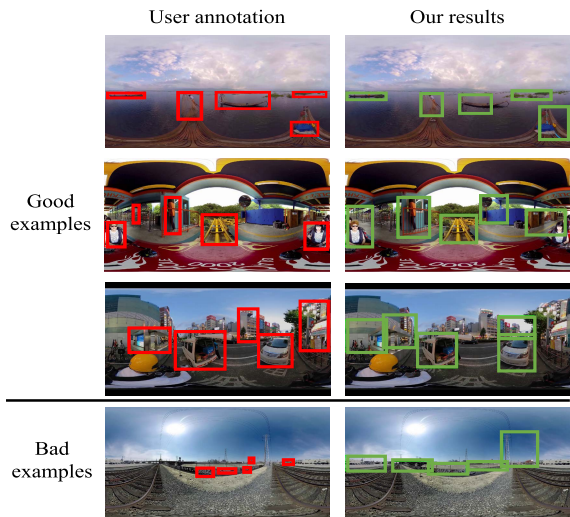 User annotation
Our results
Good
examples
Bad
examples